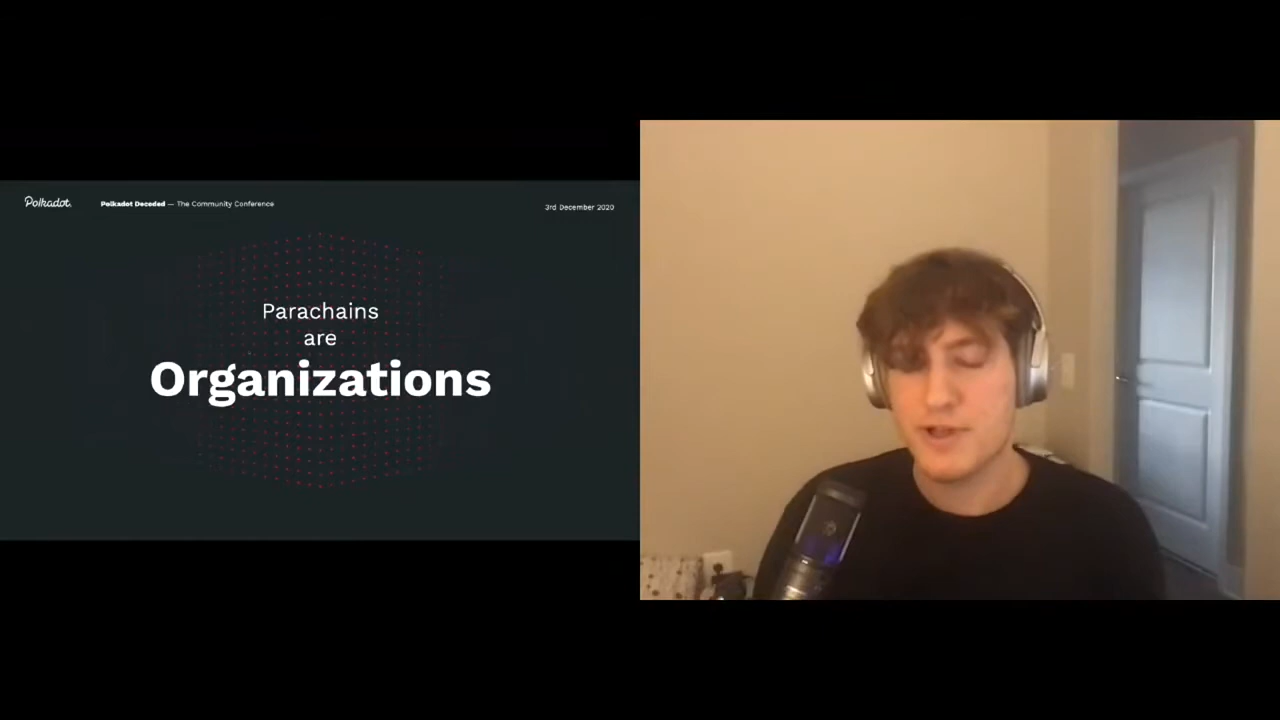 Polkadot.
Polkadot Decoded — The Community Conference
3rd December 2020
Parachains
are
Organizations